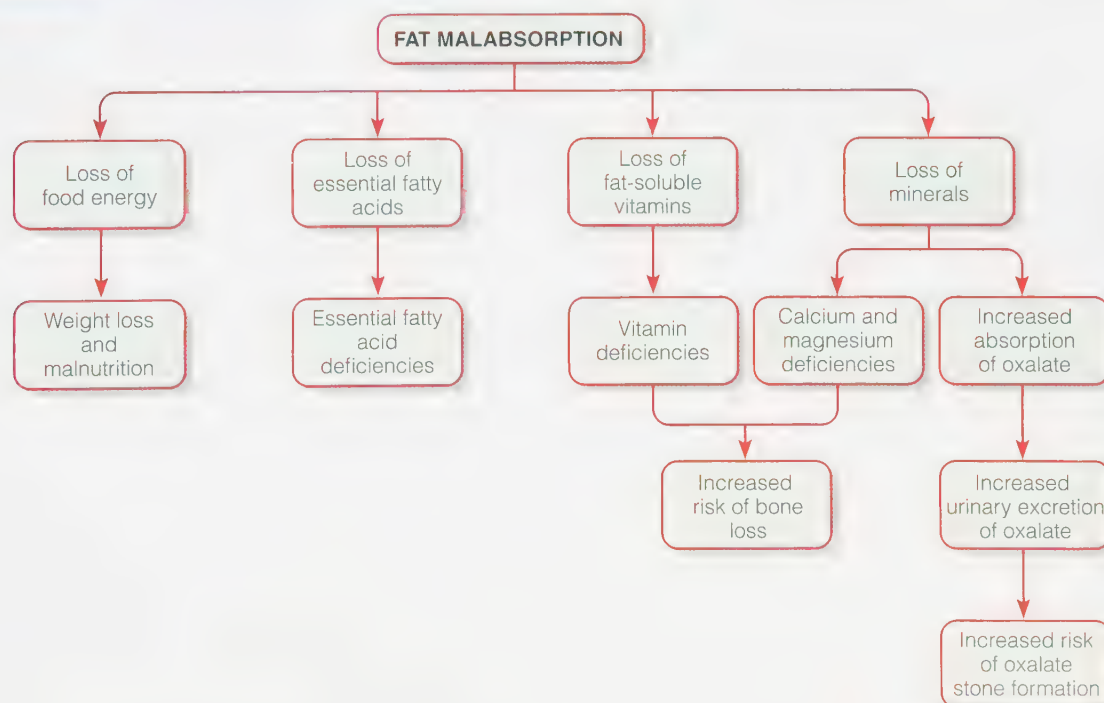 FAT MALABSORPTION
Loss of
food energy
Loss of
essential fatty
acids
Loss of
fat-soluble
vitamins
Loss of
minerals
Weight loss
and
malnutrition
Essential fatty
acid
deficiencies
Vitamin
deficiencies
Calcium and
magnesium
deficiencies
Increased
absorption
of oxalate
Increased
risk of bone
loss
Increased
urinary excretion
of oxalate
Increased risk
of oxalate
stone formation